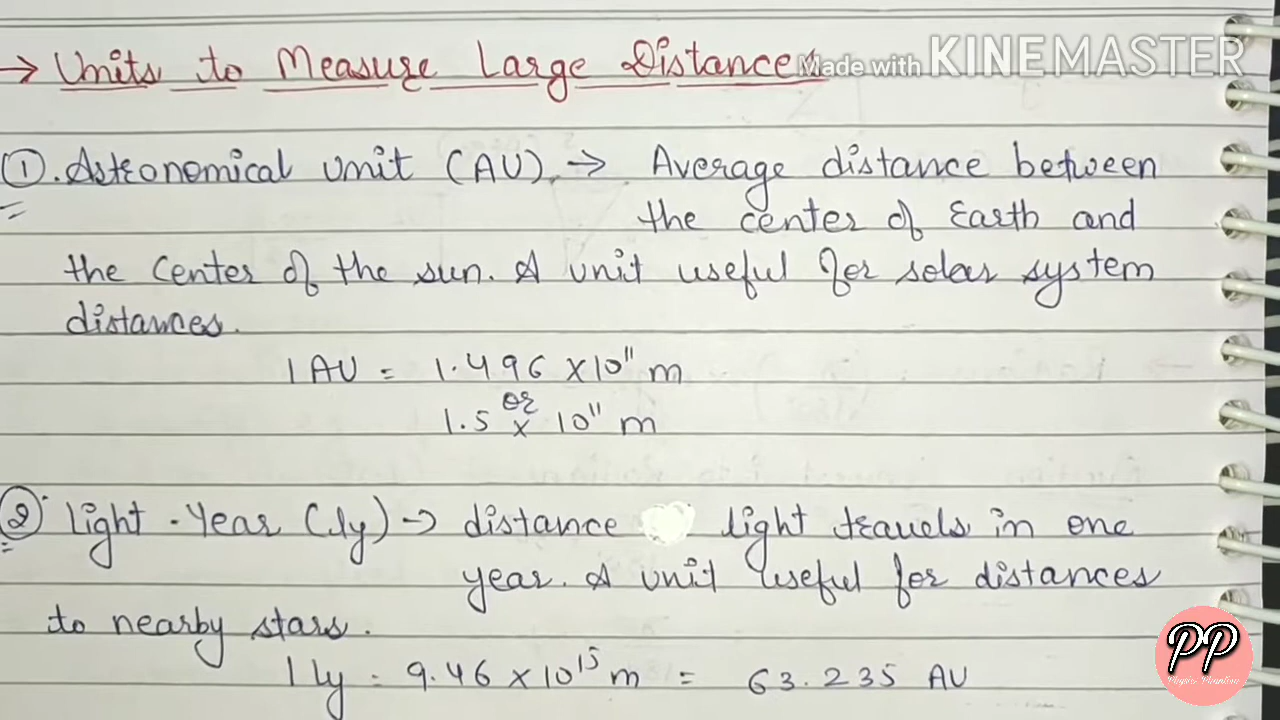 → Units to Measure Large Distances
Made with KINEMASTER
①. Astronomical Unit (AU) → Average distance between
the center of Earth and
the center of the sun. A unit useful for solar system
distances.
1 AU = 1.496 × 10¹¹ m
or
1.5 × 10¹¹ m
② Light-Year (ly) → distance light travels in one
year. A unit useful for distances
to nearby stars.
1 ly = 9.46 × 10¹⁵ m = 63.235 AU
PP